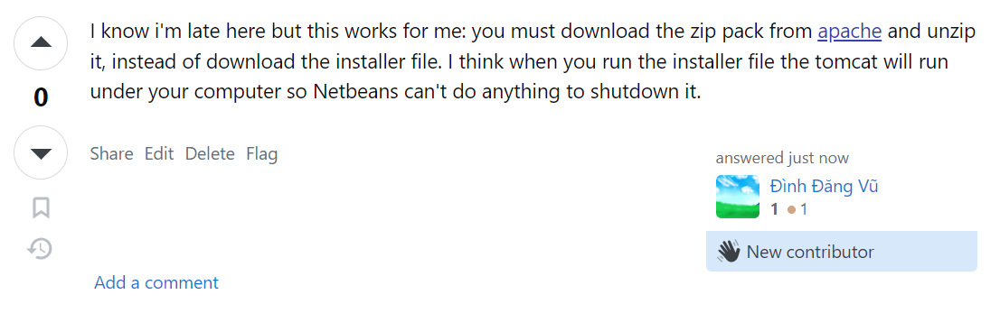 I know i'm late here but this works for me: you must download the zip pack from apache and unzip
it, instead of download the installer file. I think when you run the installer file the tomcat will run
under your computer so Netbeans can't do anything to shutdown it.
0
Share Edit Delete Flag
answered just now
Đình Đăng Vũ
1 ● 1
New contributor
Add a comment